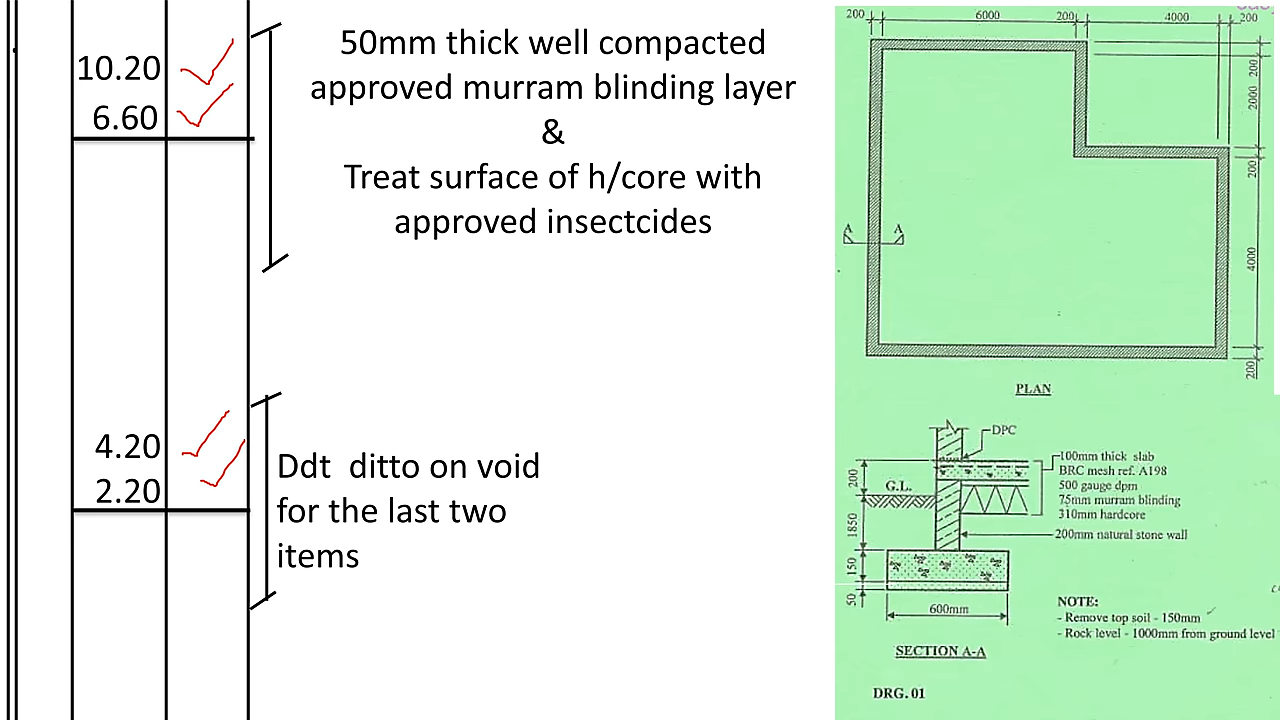 10.20
6.60
50mm thick well compacted
approved murram blinding layer
&
Treat surface of h/core with
approved insectcides
4.20
2.20
Ddt ditto on void
for the last two
items
200
6000
200
4000
200
200
2000
200
4000
200
A
A
PLAN
DPC
G.L.
200
1850
150
50
100mm thick slab
BRC mesh ref. A198
500 gauge dpm
75mm murram blinding
310mm hardcore
200mm natural stone wall
600mm
NOTE:
- Remove top soil - 150mm
- Rock level - 1000mm from ground level
SECTION A-A
DRG. 01